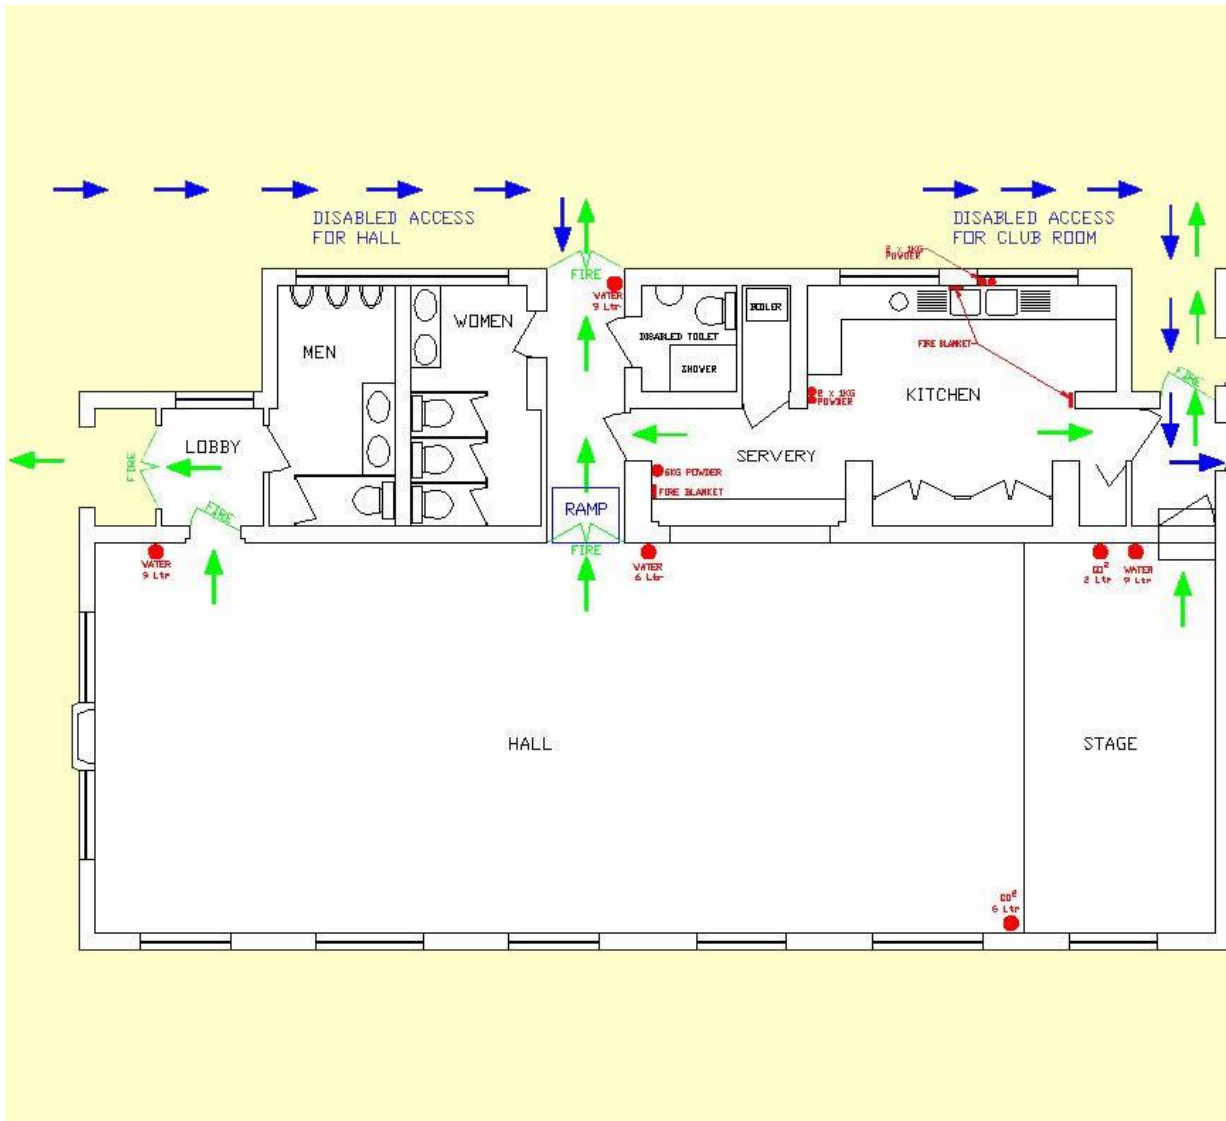 DISABLED ACCESS
FOR HALL
DISABLED ACCESS
FOR CLUB ROOM
2 x 1KG
POWDER
FIRE
WATER
9 Ltr
BOILER
WOMEN
MEN
DISABLED TOILET
SHOWER
FIRE BLANKET
FIRE
2 x 1KG
POWDER
KITCHEN
LOBBY
FIRE
SERVERY
6KG POWDER
FIRE BLANKET
FIRE
RAMP
FIRE
WATER
9 Ltr
WATER
6 Ltr
CO²
2 Ltr
WATER
9 Ltr
HALL
STAGE
CO²
6 Ltr